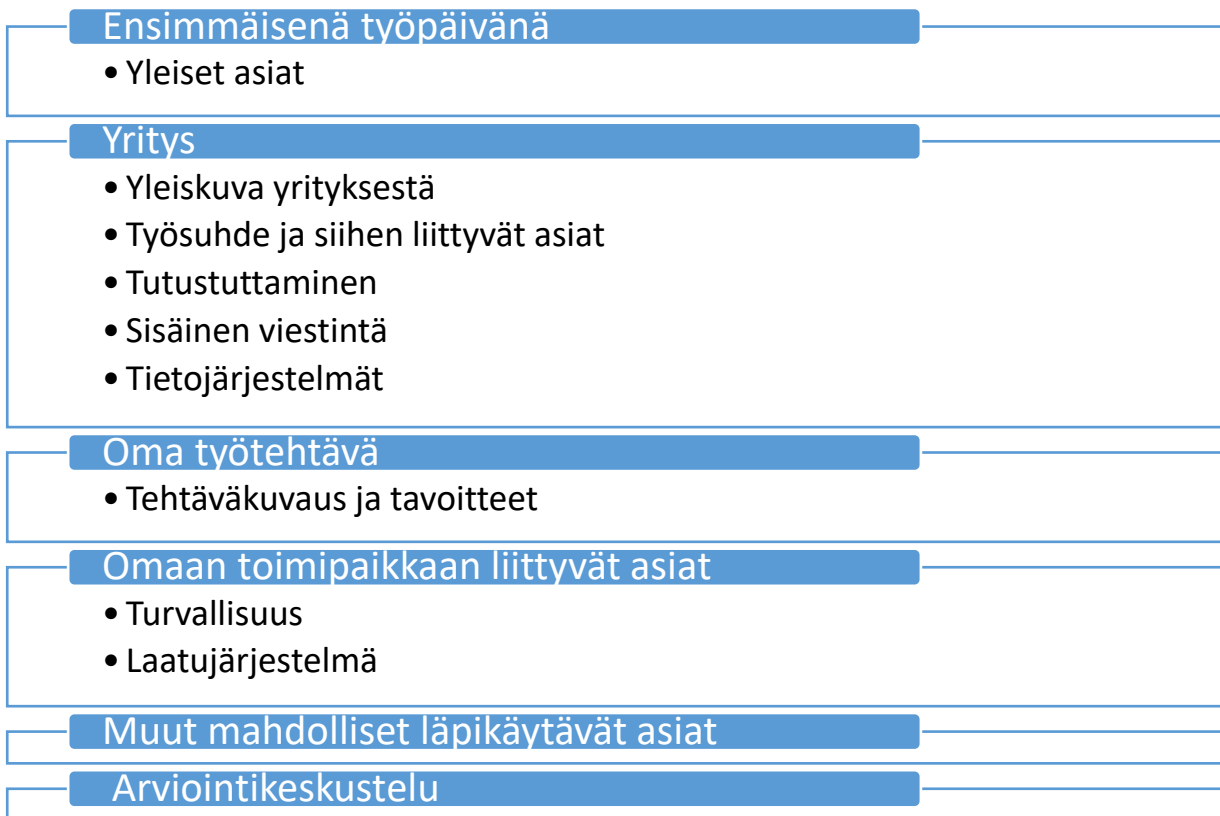 Ensimmäisenä työpäivänä
• Yleiset asiat
Yritys
• Yleiskuva yrityksestä
• Työsuhde ja siihen liittyvät asiat
• Tutustuttaminen
• Sisäinen viestintä
• Tietojärjestelmät
Oma työtehtävä
• Tehtäväkuvaus ja tavoitteet
Omaan toimipaikkaan liittyvät asiat
• Turvallisuus
• Laatujärjestelmä
Muut mahdolliset läpikäytävät asiat
Arviointikeskustelu